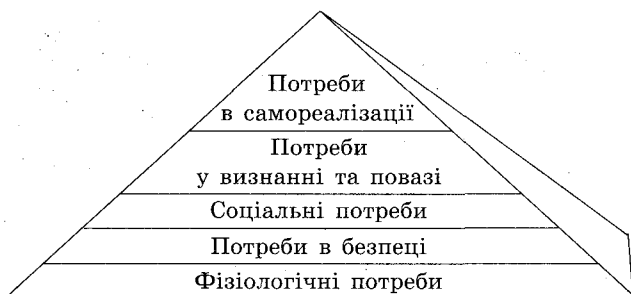 Потреби
в самореалізації
Потреби
у визнанні та повазі
Соціальні потреби
Потреби в безпеці
Фізіологічні потреби